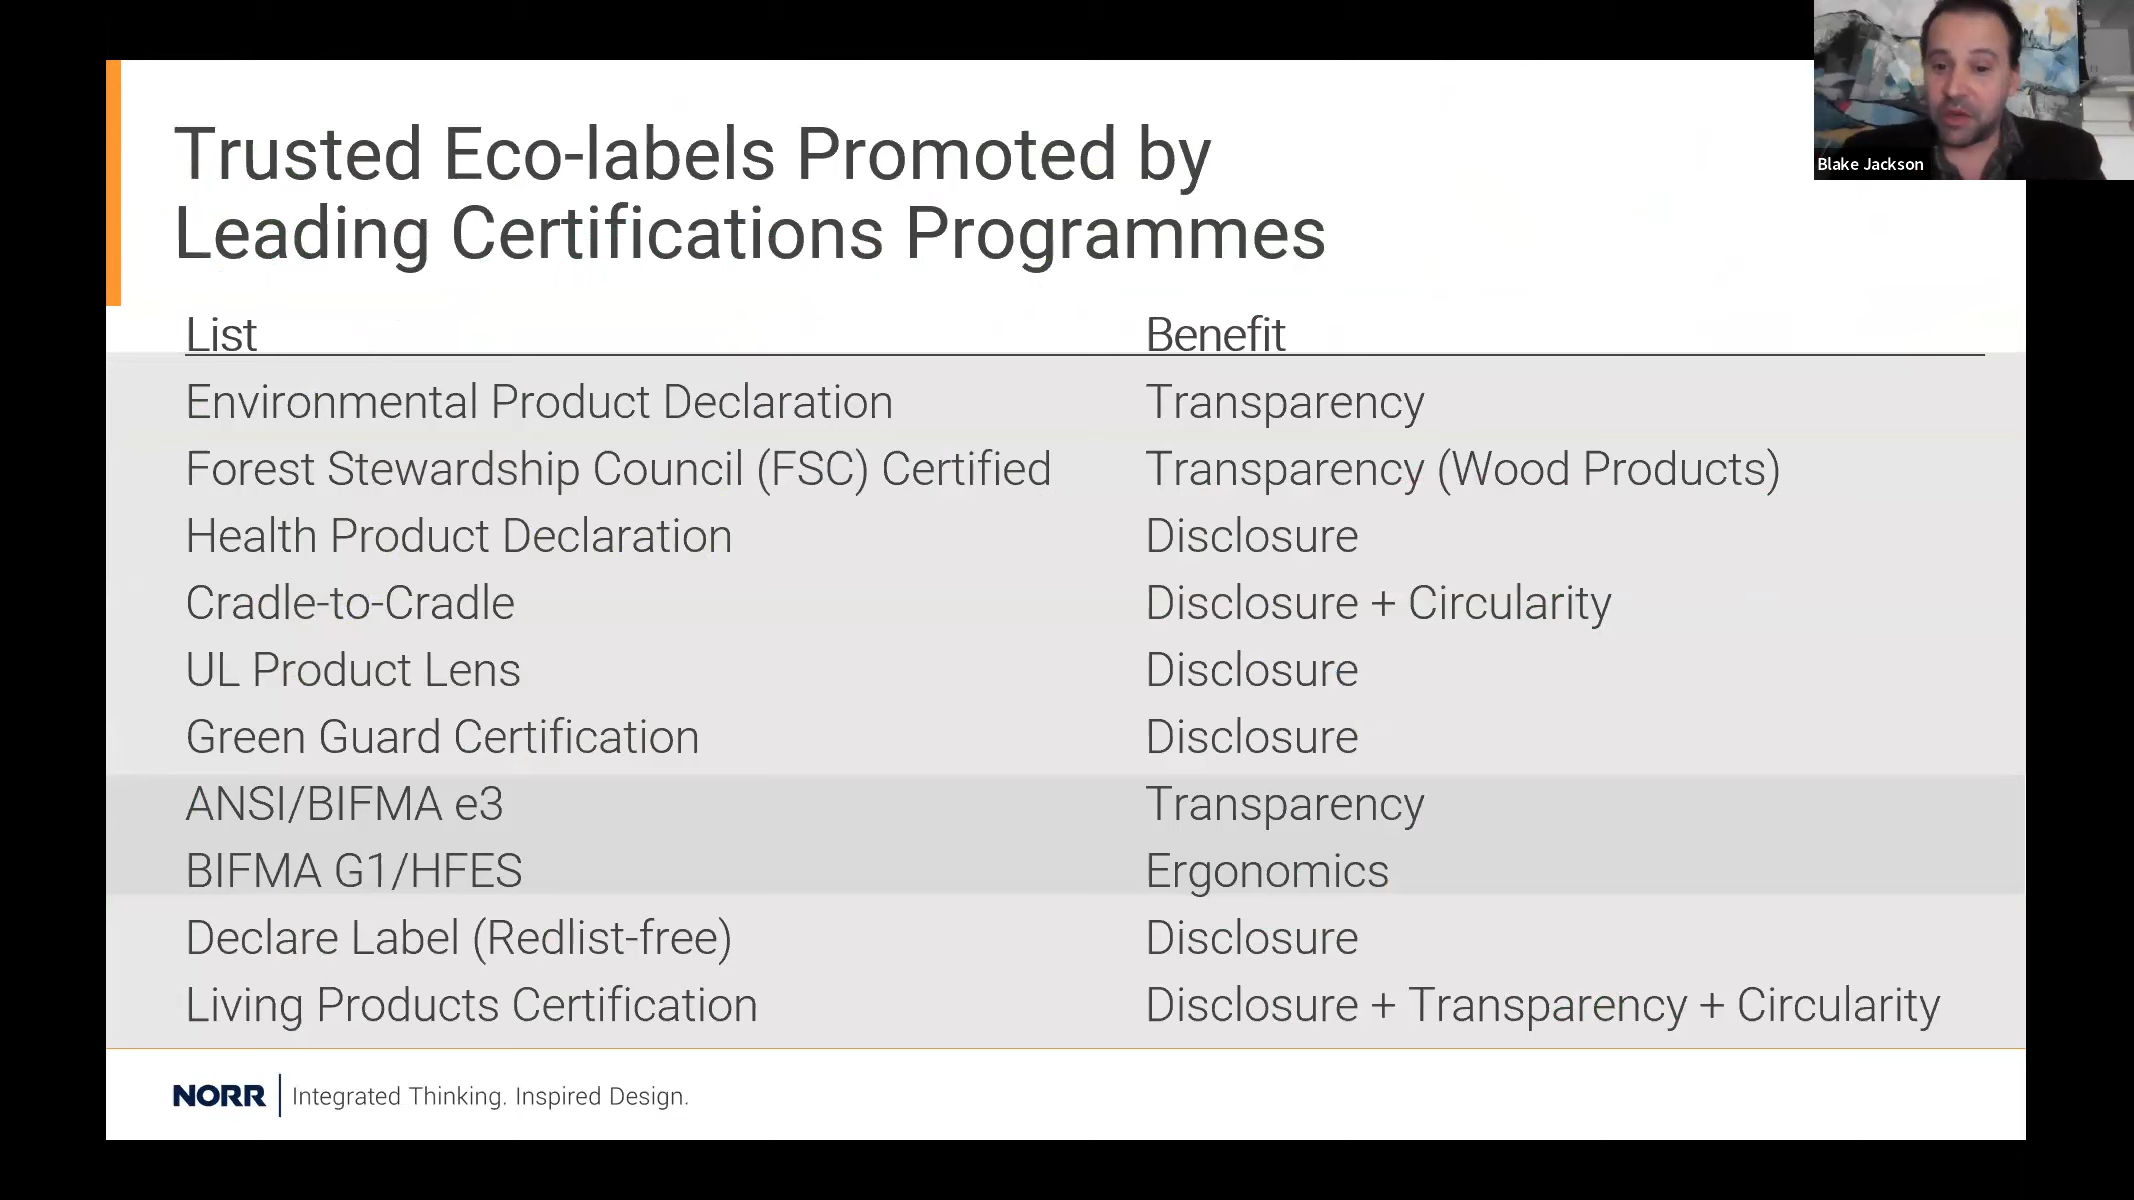 Trusted Eco-labels Promoted by
Leading Certifications Programmes
Blake Jackson
List Benefit
Environmental Product Declaration Transparency
Forest Stewardship Council (FSC) Certified Transparency (Wood Products)
Health Product Declaration Disclosure
Cradle-to-Cradle Disclosure + Circularity
UL Product Lens Disclosure
Green Guard Certification Disclosure
ANSI/BIFMA e3 Transparency
BIFMA G1/HFES Ergonomics
Declare Label (Redlist-free) Disclosure
Living Products Certification Disclosure + Transparency + Circularity
NORR Integrated Thinking. Inspired Design.